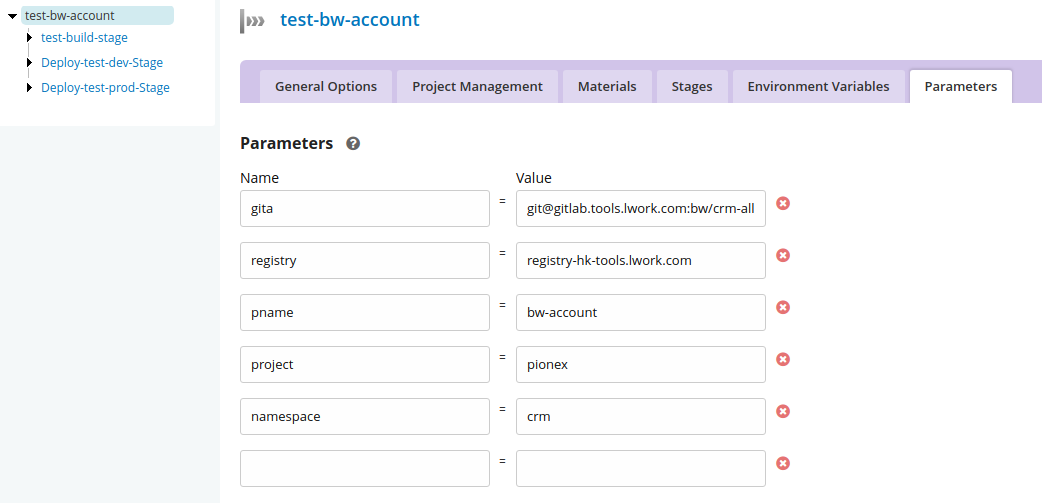 test-bw-account
test-build-stage
Deploy-test-dev-Stage
Deploy-test-prod-Stage
test-bw-account
General Options Project Management Materials Stages Environment Variables Parameters
Parameters ?
Name Value
gita = git@gitlab.tools.lwork.com:bw/crm-all
registry = registry-hk-tools.lwork.com
pname = bw-account
project = pionex
namespace = crm
=